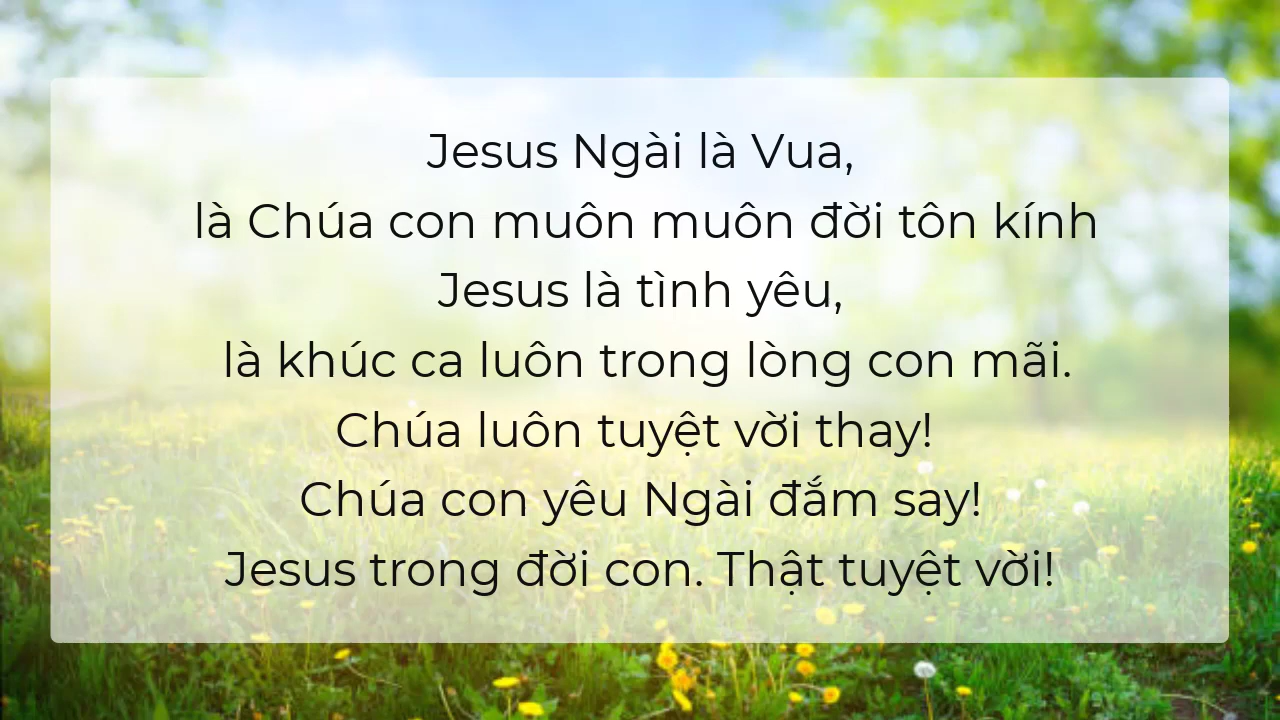 Jesus Ngài là Vua,
là Chúa con muôn muôn đời tôn kính
Jesus là tình yêu,
là khúc ca luôn trong lòng con mãi.
Chúa luôn tuyệt vời thay!
Chúa con yêu Ngài đắm say!
Jesus trong đời con. Thật tuyệt vời!